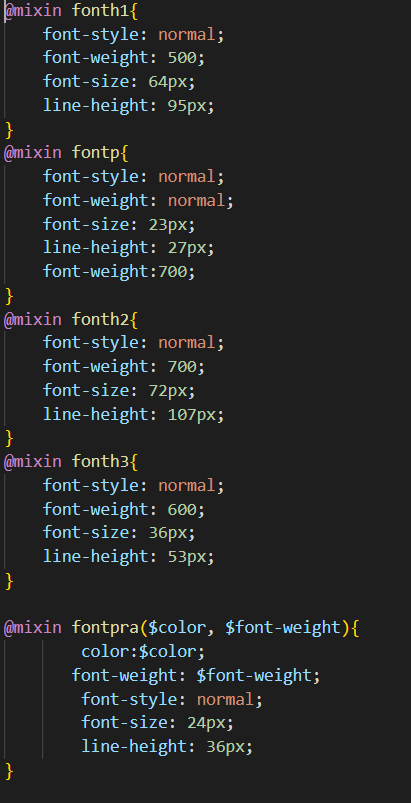 @mixin fonth1{
    font-style: normal;
    font-weight: 500;
    font-size: 64px;
    line-height: 95px;
}
@mixin fontp{
    font-style: normal;
    font-weight: normal;
    font-size: 23px;
    line-height: 27px;
    font-weight:700;
}
@mixin fonth2{
    font-style: normal;
    font-weight: 700;
    font-size: 72px;
    line-height: 107px;
}
@mixin fonth3{
    font-style: normal;
    font-weight: 600;
    font-size: 36px;
    line-height: 53px;
}

@mixin fontpra($color, $font-weight){
        color:$color;
       font-weight: $font-weight;
        font-style: normal;
        font-size: 24px;
        line-height: 36px;
}